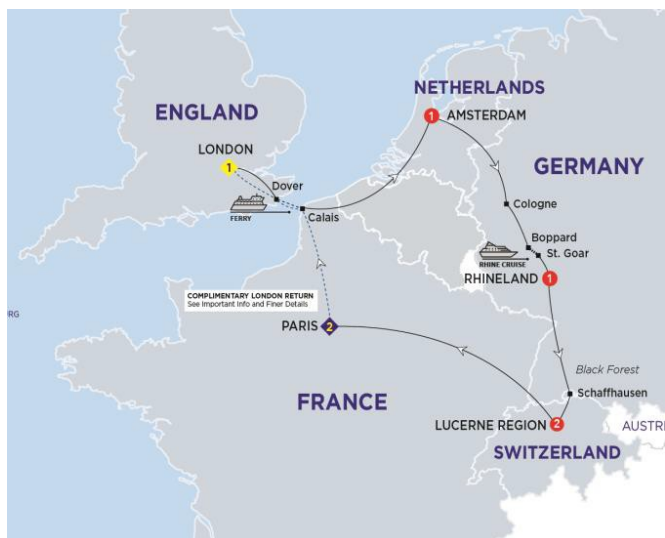 NETHERLANDS
1 AMSTERDAM
ENGLAND
LONDON
1
GERMANY
Dover
FERRY
Calais
Cologne
Boppard
St. Goar
RHINE CRUISE
RHINELAND 1
COMPLIMENTARY LONDON RETURN
See Important Info and Finer Details
URG
PARIS 2
Black Forest
Schaffhausen
FRANCE
LUCERNE REGION 2
AUSTRI
SWITZERLAND